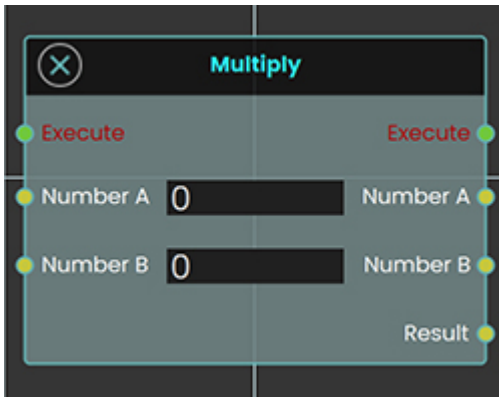 Multiply
Execute Execute
Number A 0 Number A
Number B 0 Number B
Result